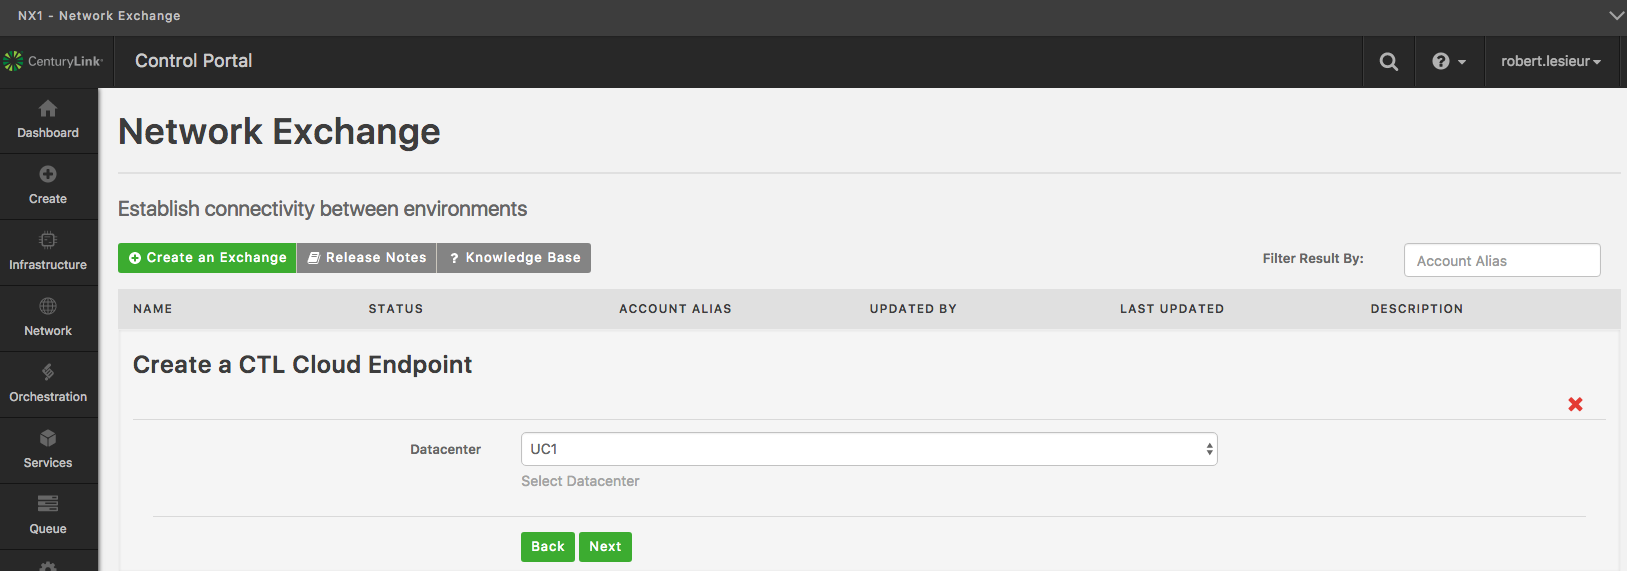 NX1 - Network Exchange
CenturyLink
Control Portal
robert.lesieur
Dashboard
Create
Infrastructure
Network
Orchestration
Services
Queue
Network Exchange
Establish connectivity between environments
Create an Exchange
Release Notes
? Knowledge Base
Filter Result By:
Account Alias
NAME STATUS ACCOUNT ALIAS UPDATED BY LAST UPDATED DESCRIPTION
Create a CTL Cloud Endpoint
Datacenter
UC1
Select Datacenter
Back
Next